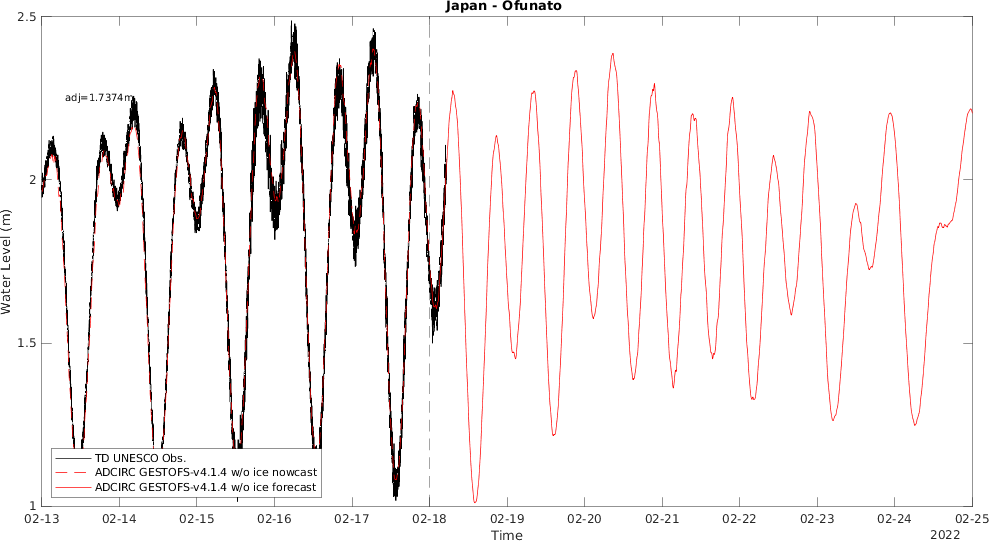 Japan - Ofunato
2.5
adj=1.7374m
2
Water Level (m)
1.5
TD UNESCO Obs.
ADCIRC GESTOFS-v4.1.4 w/o ice nowcast
ADCIRC GESTOFS-v4.1.4 w/o ice forecast
1
02-13 02-14 02-15 02-16 02-17 02-18 02-19 02-20 02-21 02-22 02-23 02-24 02-25
Time
2022